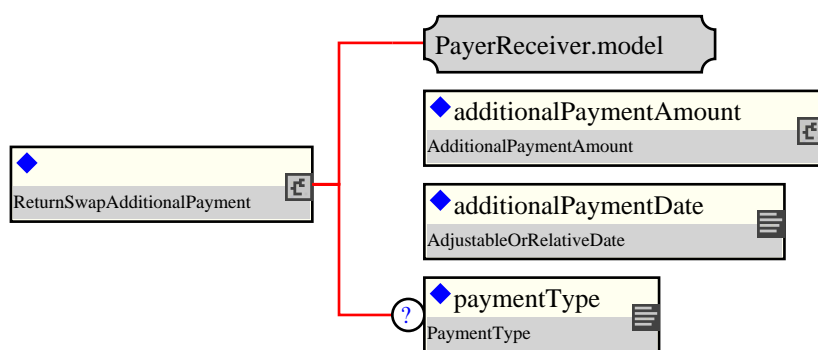 PayerReceiver.model
additionalPaymentAmount
AdditionalPaymentAmount
ReturnSwapAdditionalPayment
additionalPaymentDate
AdjustableOrRelativeDate
?
paymentType
PaymentType